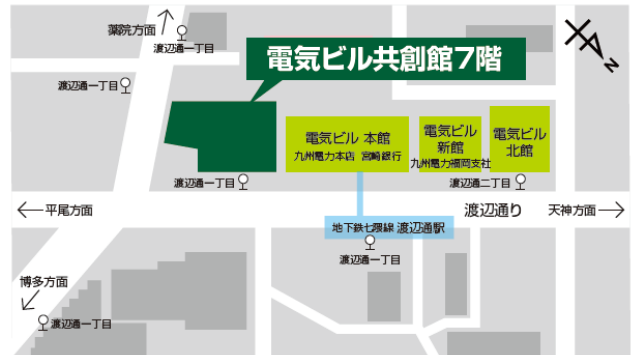 薬院方面
渡辺通一丁目
電気ビル共創館7階
渡辺通一丁目
N
電気ビル 本館
九州電力本店 宮崎銀行
電気ビル
新館
九州電力福岡支社
電気ビル
北館
渡辺通一丁目
渡辺通二丁目
←平尾方面
渡辺通り
天神方面→
地下鉄七隈線 渡辺通駅
渡辺通一丁目
博多方面
渡辺通一丁目